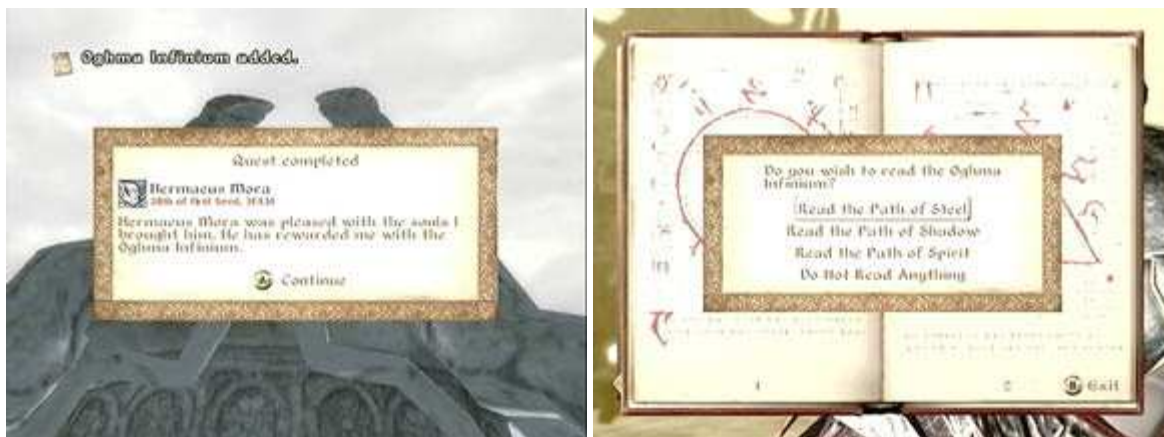 Oghma Infinium added.
Quest completed
Hermaeus Mora
Hermaeus Mora was pleased with the souls I
brought him. He has rewarded me with the
Oghma Infinium.
Continue
Do you wish to read the Oghma
Infinium?
Read the Path of Steel
Read the Path of Shadow
Read the Path of Spirit
Do Not Read Anything
Exit